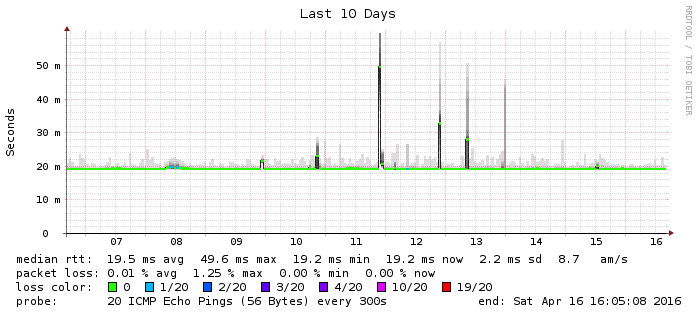 Last 10 Days
RRDTOOL / TOBI OETIKER
Seconds
50 m
40 m
30 m
20 m
10 m
0
07 08 09 10 11 12 13 14 15 16
median rtt: 19.5 ms avg 49.6 ms max 19.2 ms min 19.2 ms now 2.2 ms sd 8.7 am/s
packet loss: 0.01 % avg 1.25 % max 0.00 % min 0.00 % now
loss color: 0 1/20 2/20 3/20 4/20 10/20 19/20
probe: 20 ICMP Echo Pings (56 Bytes) every 300s end: Sat Apr 16 16:05:08 2016